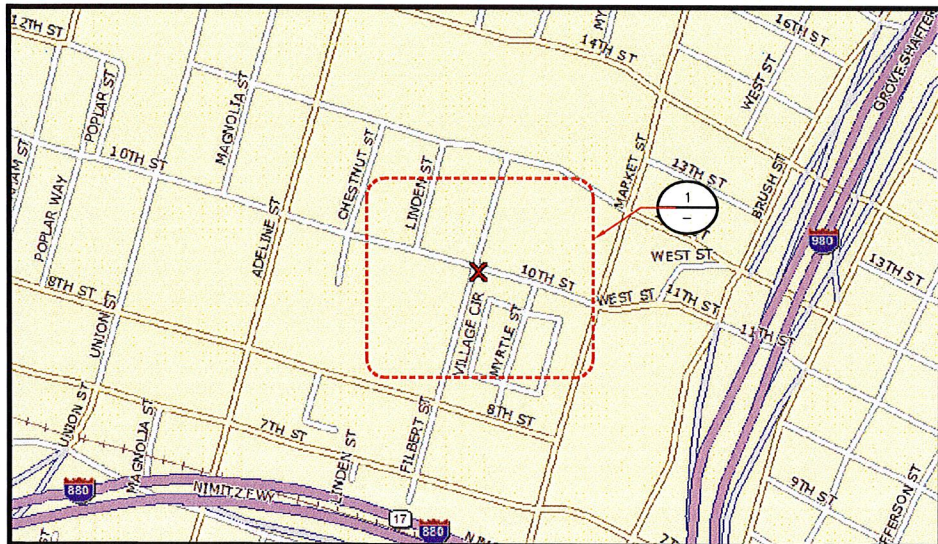 12TH ST
POPLAR ST
MAGNOLIA ST
14TH ST
16TH ST
WEST ST
GROVE SHAFTER
10TH ST
POPLAR WAY
ADELINE ST
CHESTNUT ST
LINDEN ST
MARKET ST
13TH ST
BRUSH ST
1
–
980
WEST ST
13TH ST
8TH ST
UNION ST
10TH ST
WEST ST
11TH ST
11TH ST
VILLAGE CIR
MYRTLE ST
8TH ST
UNION ST
MAGNOLIA ST
7TH ST
LINDEN ST
FILBERT ST
880
NIMITZ FWY
17
880
9TH ST